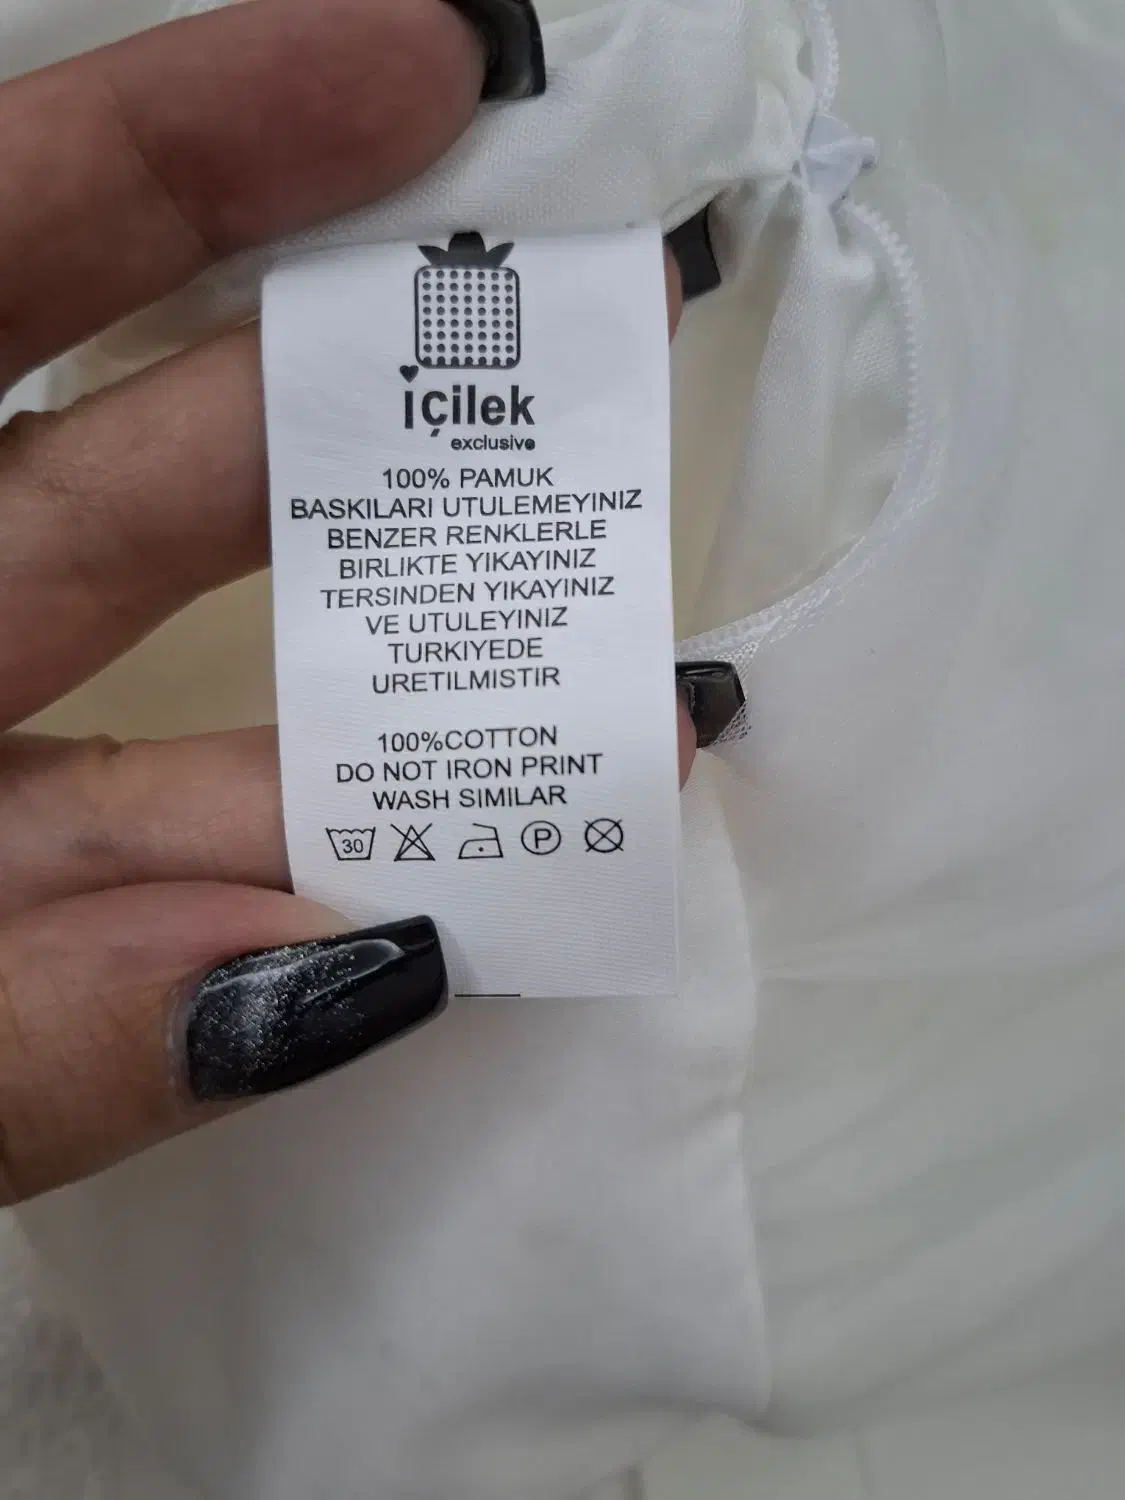 içilek
exclusive
100% PAMUK
BASKILARI UTULEMEYINIZ
BENZER RENKLERLE
BIRLIKTE YIKAYINIZ
TERSINDEN YIKAYINIZ
VE UTULEYINIZ
TURKIYEDE
URETILMISTIR
100%COTTON
DO NOT IRON PRINT
WASH SIMILAR
30 P